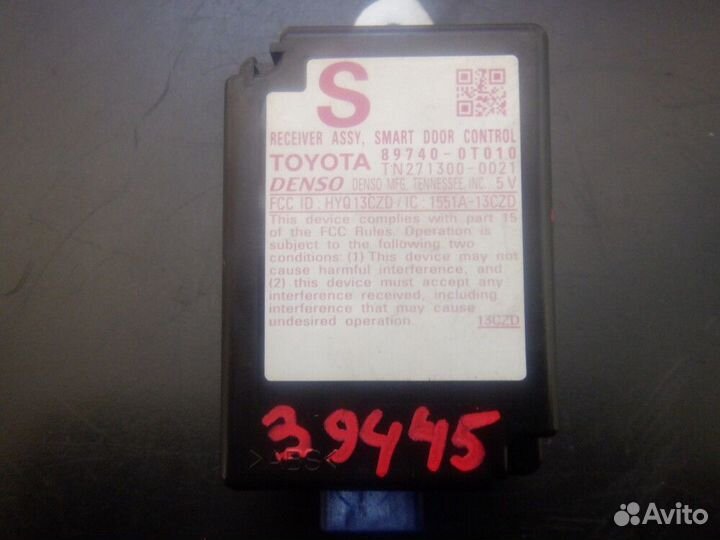 S
RECEIVER ASSY, SMART DOOR CONTROL
TOYOTA 89740-0T010
TN271300-0021
DENSO DENSO MFG. TENNESSEE, INC. 5V
FCC ID : HYQ13CZD / IC : 1551A-13CZD
This device complies with part 15
of the FCC Rules. Operation is
subject to the following two
conditions: (1) This device may not
cause harmful interference, and
(2) this device must accept any
interference received, including
interference that may cause
undesired operation. 13CZD
39445
>ABS<
Avito